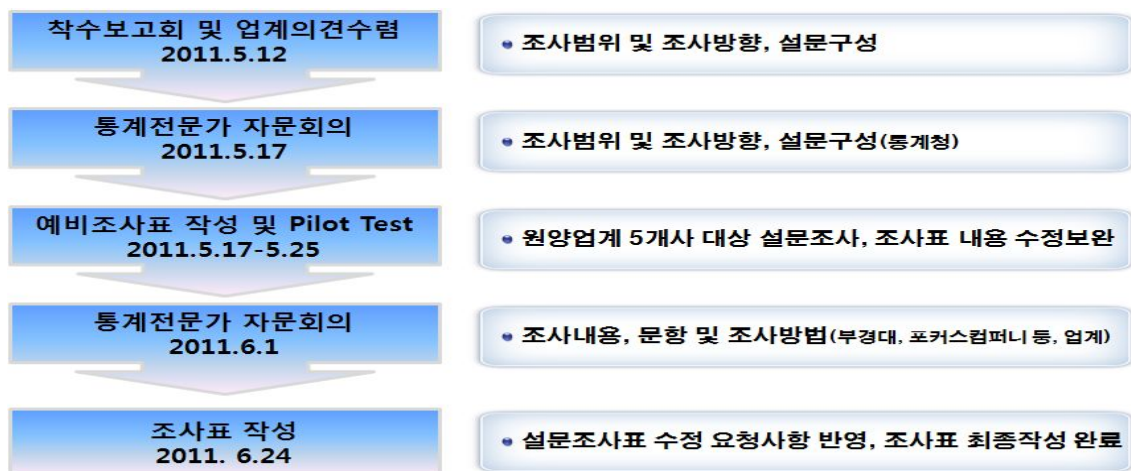 착수보고회 및 업계의견수렴
2011.5.12
조사범위 및 조사방향, 설문구성
통계전문가 자문회의
2011.5.17
조사범위 및 조사방향, 설문구성(통계청)
예비조사표 작성 및 Pilot Test
2011.5.17-5.25
원양업계 5개사 대상 설문조사, 조사표 내용 수정보완
통계전문가 자문회의
2011.6.1
조사내용, 문항 및 조사방법(부경대, 포커스컴퍼니 등, 업계)
조사표 작성
2011. 6.24
설문조사표 수정 요청사항 반영, 조사표 최종작성 완료